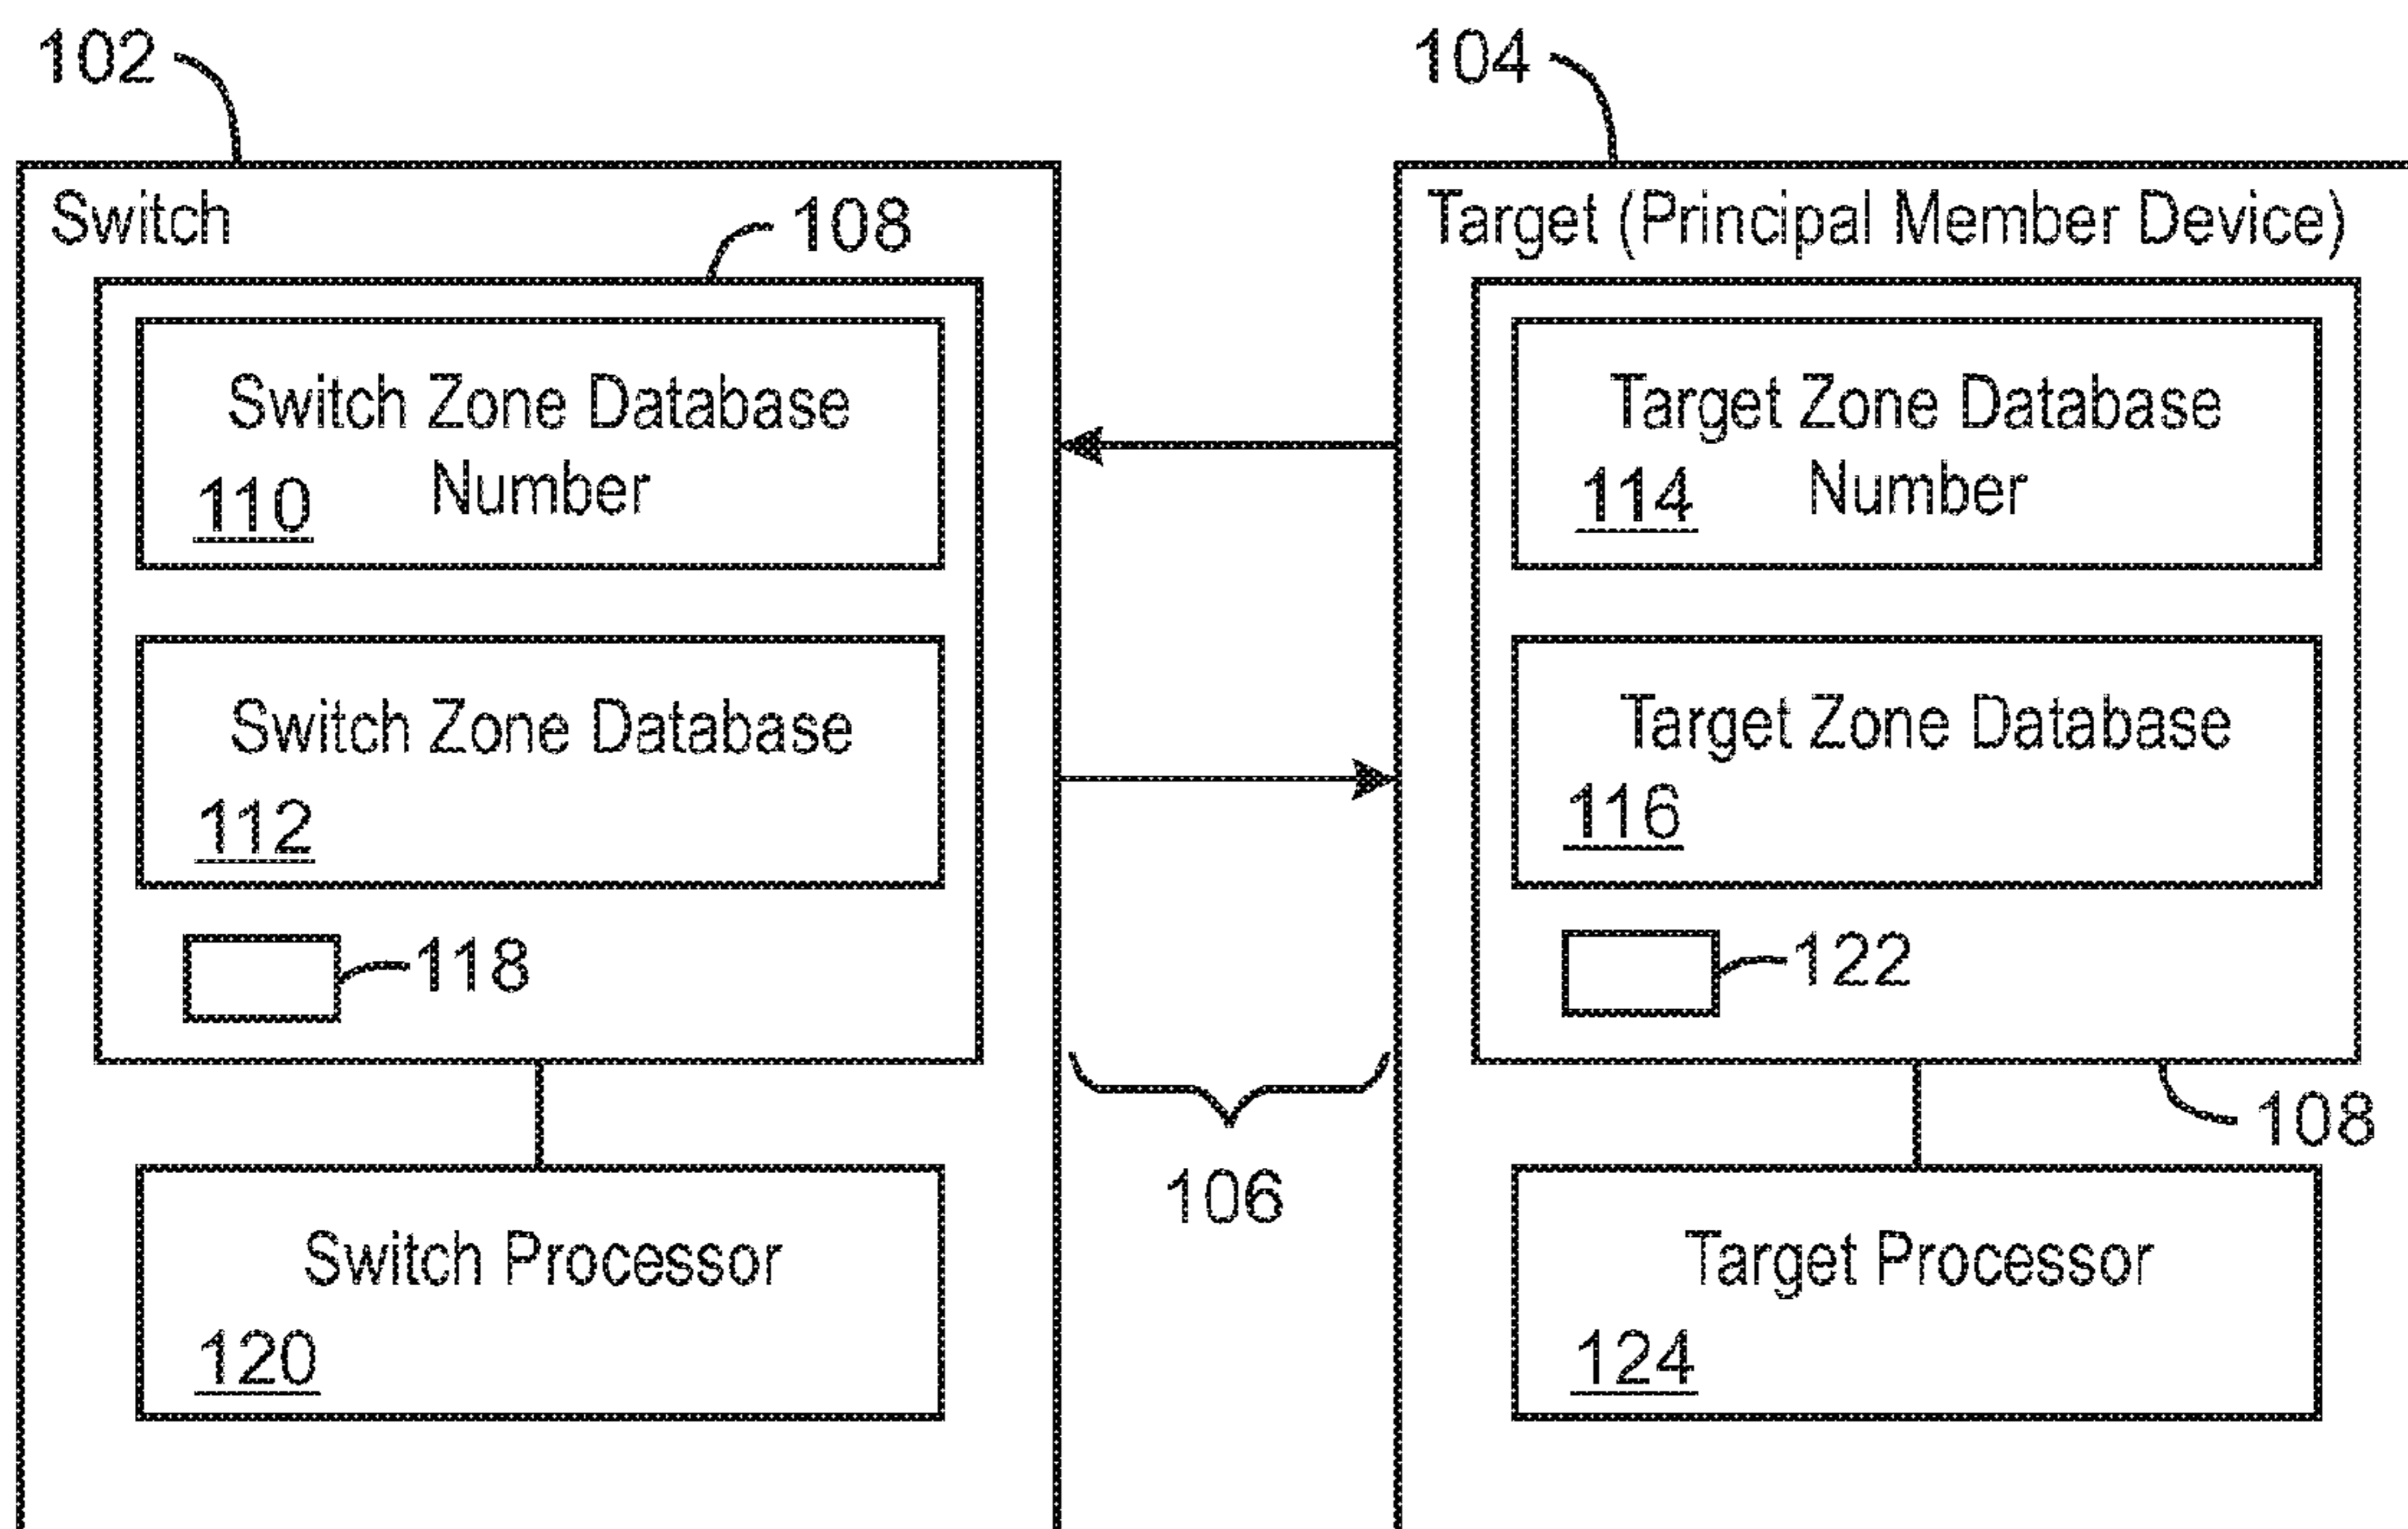 102
104
Switch
108
Target (Principal Member Device)
Switch Zone Database
Number
110
Target Zone Database
Number
114
Switch Zone Database
112
Target Zone Database
116
118
122
108
106
Switch Processor
120
Target Processor
124